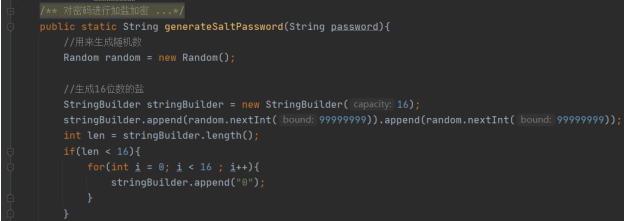 /** 对密码进行加盐加密 ...*/
public static String generateSaltPassword(String password){
//用来生成随机数
Random random = new Random();
//生成16位数的盐
StringBuilder stringBuilder = new StringBuilder( capacity: 16);
stringBuilder.append(random.nextInt( bound: 99999999)).append(random.nextInt( bound: 99999999));
int len = stringBuilder.length();
if(len < 16){
for(int i = 0; i < 16 ; i++){
stringBuilder.append("0");
}
}